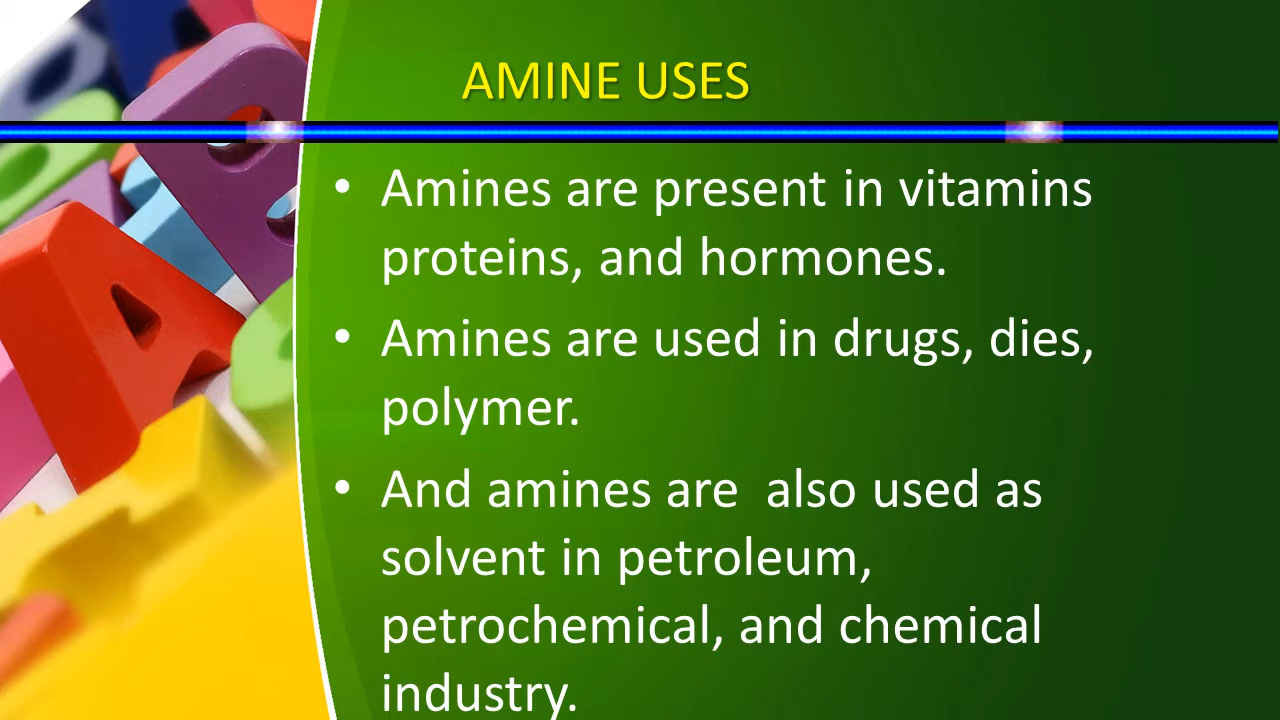 AMINE USES
• Amines are present in vitamins
proteins, and hormones.
• Amines are used in drugs, dies,
polymer.
• And amines are  also used as
solvent in petroleum,
petrochemical, and chemical
industry.
A
B